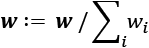 w := w / ∑ᵢ wᵢ